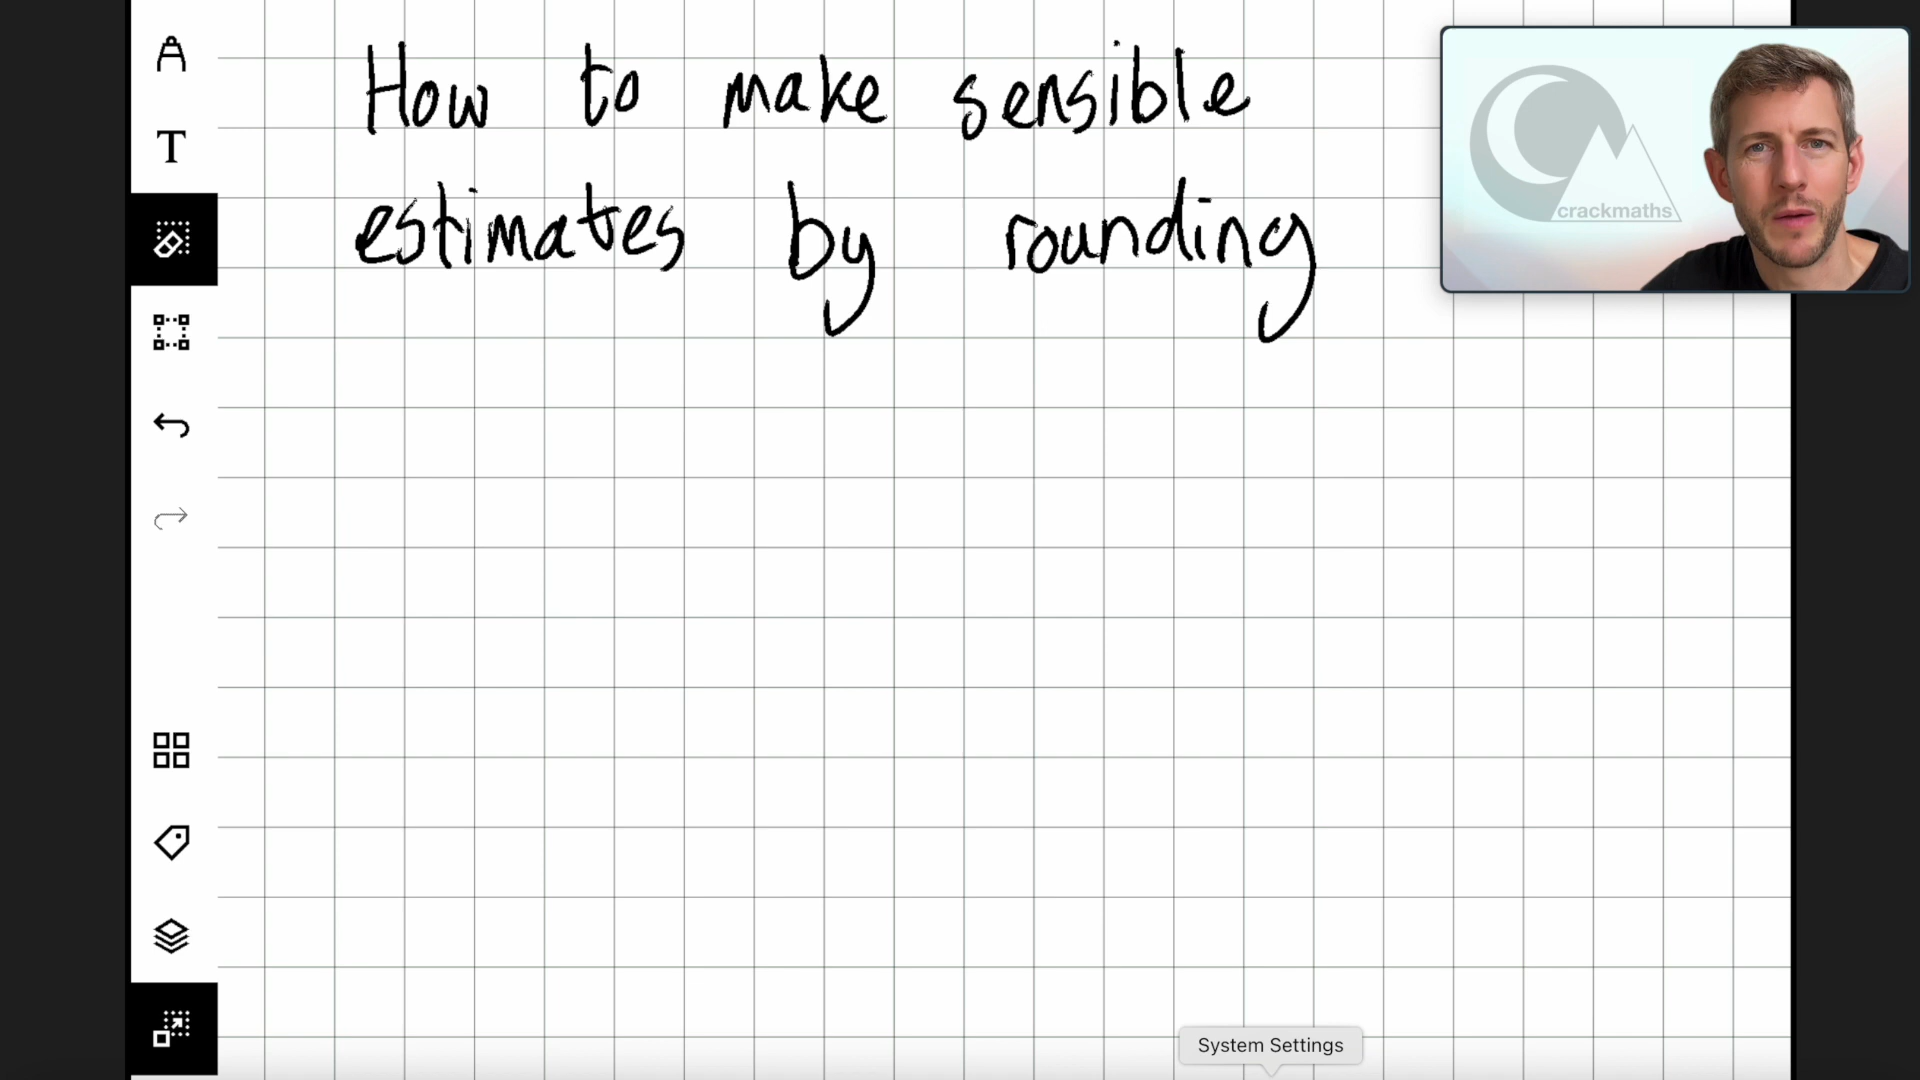 How to make sensible
estimates by rounding
crackmaths
T
System Settings